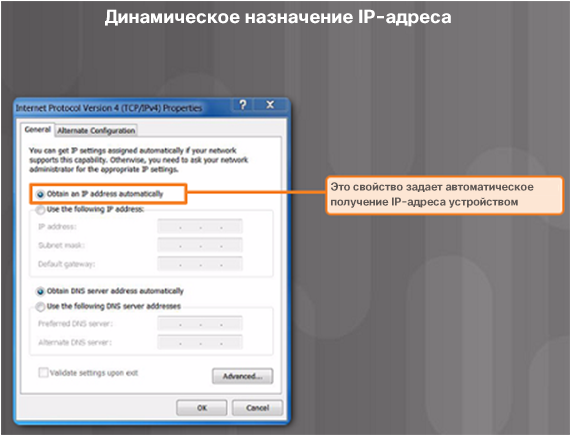 Динамическое назначение IP-адреса
Internet Protocol Version 4 (TCP/IPv4) Properties
General
Alternate Configuration
You can get IP settings assigned automatically if your network
supports this capability. Otherwise, you need to ask your network
administrator for the appropriate IP settings.
Obtain an IP address automatically
Это свойство задает автоматическое
получение IP-адреса устройством
Use the following IP address:
IP address:
Subnet mask:
Default gateway:
Obtain DNS server address automatically
Use the following DNS server addresses
Preferred DNS server:
Alternate DNS server:
Validate settings upon exit
Advanced...
OK
Cancel